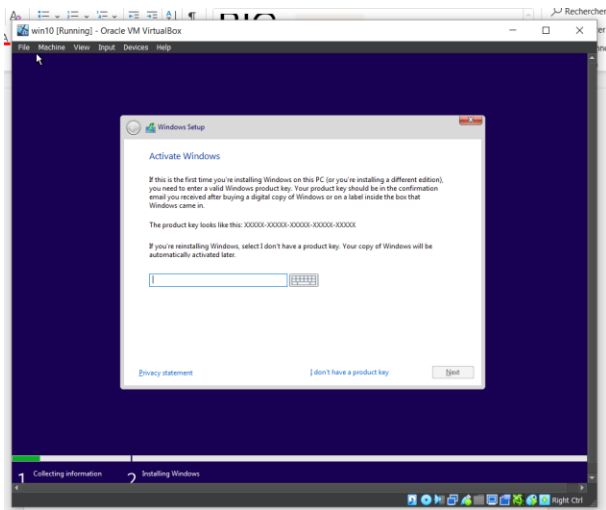 Rechercher
win10 [Running] - Oracle VM VirtualBox
File Machine View Input Devices Help
Windows Setup
Activate Windows
If this is the first time you're installing Windows on this PC (or you're installing a different edition),
you need to enter a valid Windows product key. Your product key should be in the confirmation
email you received after buying a digital copy of Windows or on a label inside the box that
Windows came in.
The product key looks like this: XXXXX-XXXXX-XXXXX-XXXXX-XXXXX
If you're reinstalling Windows, select I don't have a product key. Your copy of Windows will be
automatically activated later.
Privacy statement
I don't have a product key
Next
1 Collecting information
2 Installing Windows
Right Ctrl